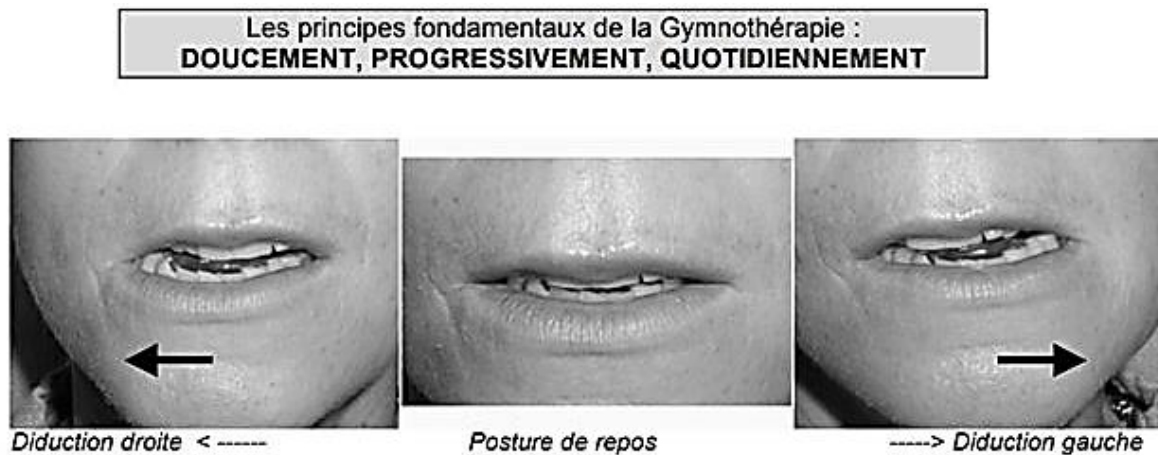 Les principes fondamentaux de la Gymnothérapie :
DOUCEMENT, PROGRESSIVEMENT, QUOTIDIENNEMENT
Diduction droite < ------
Posture de repos
-----> Diduction gauche